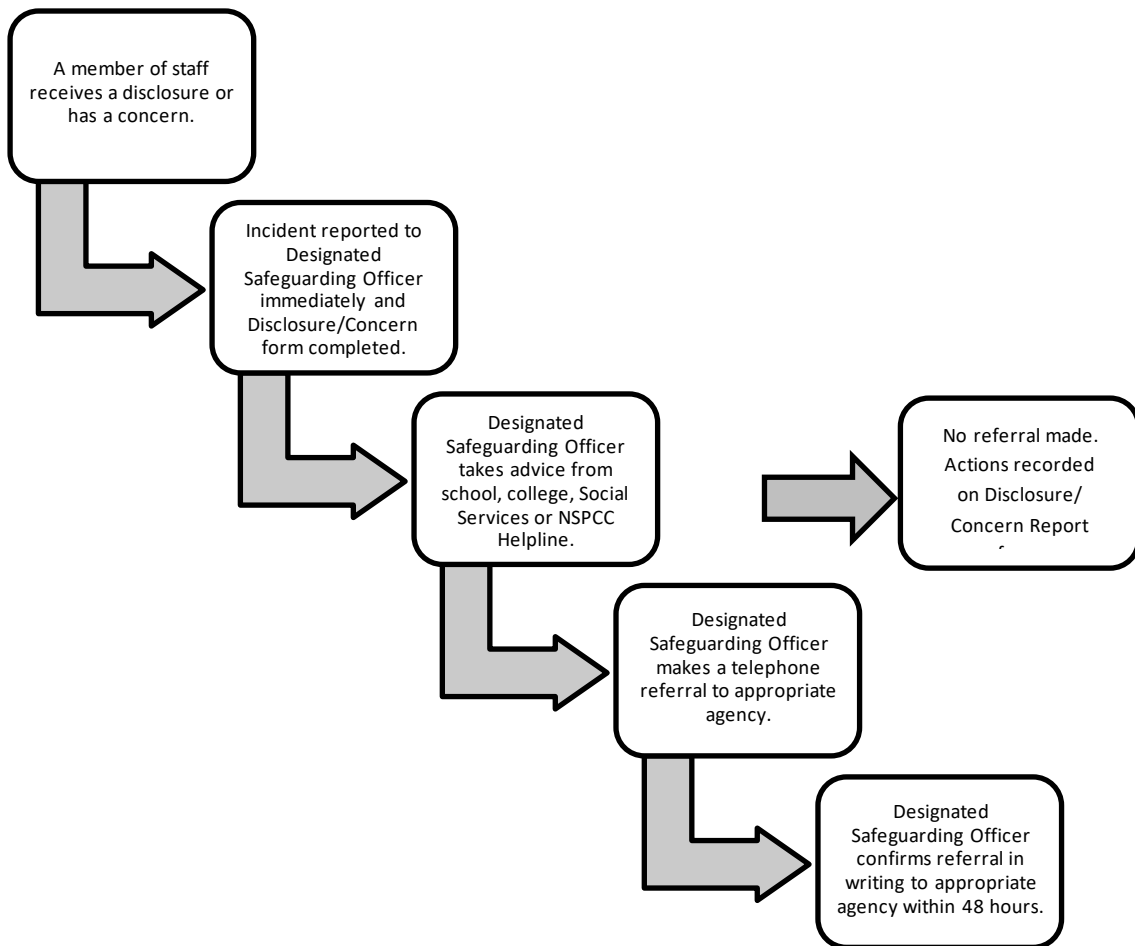 A member of staff
receives a disclosure or
has a concern.
Incident reported to
Designated
Safeguarding Officer
immediately and
Disclosure/Concern
form completed.
Designated
Safeguarding Officer
takes advice from
school, college, Social
Services or NSPCC
Helpline.
No referral made.
Actions recorded
on Disclosure/
Concern Report
Designated
Safeguarding Officer
makes a telephone
referral to appropriate
agency.
Designated
Safeguarding Officer
confirms referral in
writing to appropriate
agency within 48 hours.